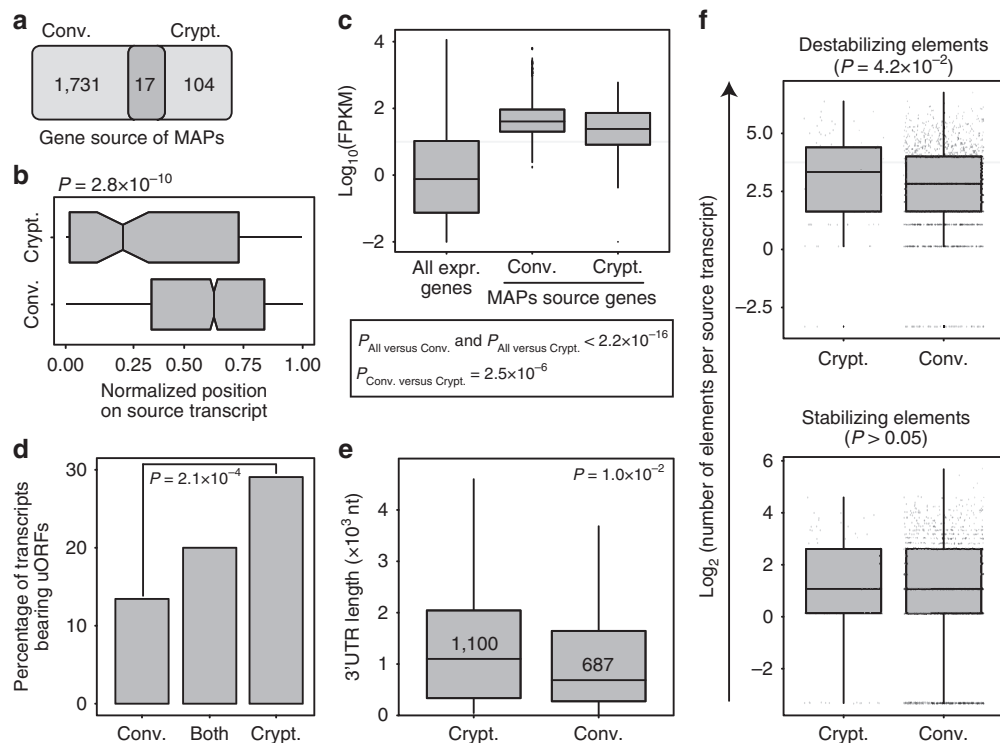 a
Conv.
Crypt.
1,731
17
104
Gene source of MAPs
b
P = 2.8×10⁻¹⁰
Crypt.
Conv.
0.00
0.25
0.50
0.75
1.00
Normalized position
on source transcript
c
Log₁₀(FPKM)
4
2
0
−2
All expr.
genes
Conv.
Crypt.
MAPs source genes
P All versus Conv. and P All versus Crypt. < 2.2×10⁻¹⁶
P Conv. versus Crypt. = 2.5×10⁻⁶
d
Percentage of transcripts
bearing uORFs
30
20
10
0
P = 2.1×10⁻⁴
Conv.
Both
Crypt.
e
3'UTR length (×10³ nt)
4
3
2
1
0
P = 1.0×10⁻²
1,100
687
Crypt.
Conv.
f
Log₂ (number of elements per source transcript)
Destabilizing elements
(P = 4.2×10⁻²)
5.0
2.5
0
−2.5
Crypt.
Conv.
Stabilizing elements
(P > 0.05)
6
4
2
0
−2
Crypt.
Conv.